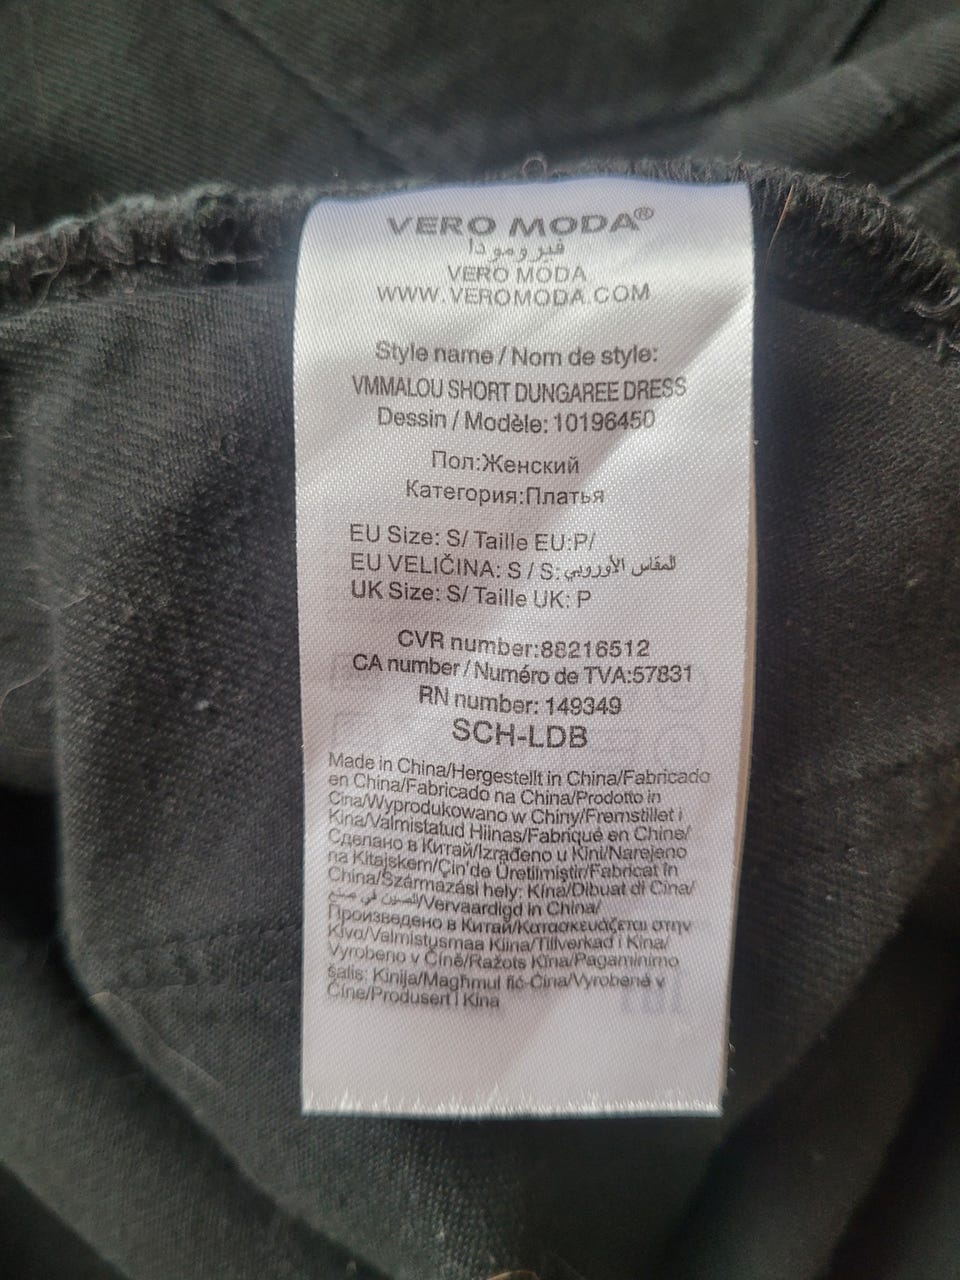 VERO MODA®
فيرومودا
VERO MODA
WWW.VEROMODA.COM
Style name / Nom de style:
VMMALOU SHORT DUNGAREE DRESS
Dessin / Modèle: 10196450
Пол:Женский
Категория:Платья
EU Size: S/ Taille EU:P/
EU VELIČINA: S / S: المقاس الأوروبي
UK Size: S/ Taille UK: P
CVR number:88216512
CA number / Numéro de TVA:57831
RN number: 149349
SCH-LDB
Made in China/Hergestellt in China/Fabricado
en China/Fabricado na China/Prodotto in
Cina/Wyprodukowano w Chiny/Fremstillet i
Kina/Valmistatud Hiinas/Fabriqué en Chine/
Сделано в Китай/Izrađeno u Kini/Narejeno
na Kitajskem/Çin'de Üretilmiştir/Fabricat în
China/Származási hely: Kína/Dibuat di Cina/
صنع في الصين/Vervaardigd in China/
Произведено в Китай/Κατασκευάζεται στην
Κίνα/Valmistusmaa Kiina/Tillverkad i Kina/
Vyrobeno v Číně/Ražots Ķīna/Pagaminimo
šalis: Kinija/Magħmul fiċ-Ċina/Vyrobené v
Číne/Produsert i Kina